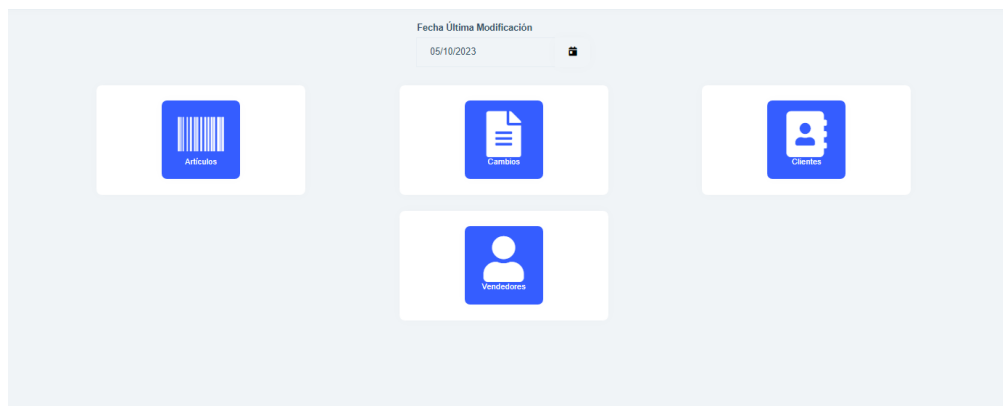 Fecha Última Modificación
05/10/2023
Artículos
Cambios
Clientes
Vendedores